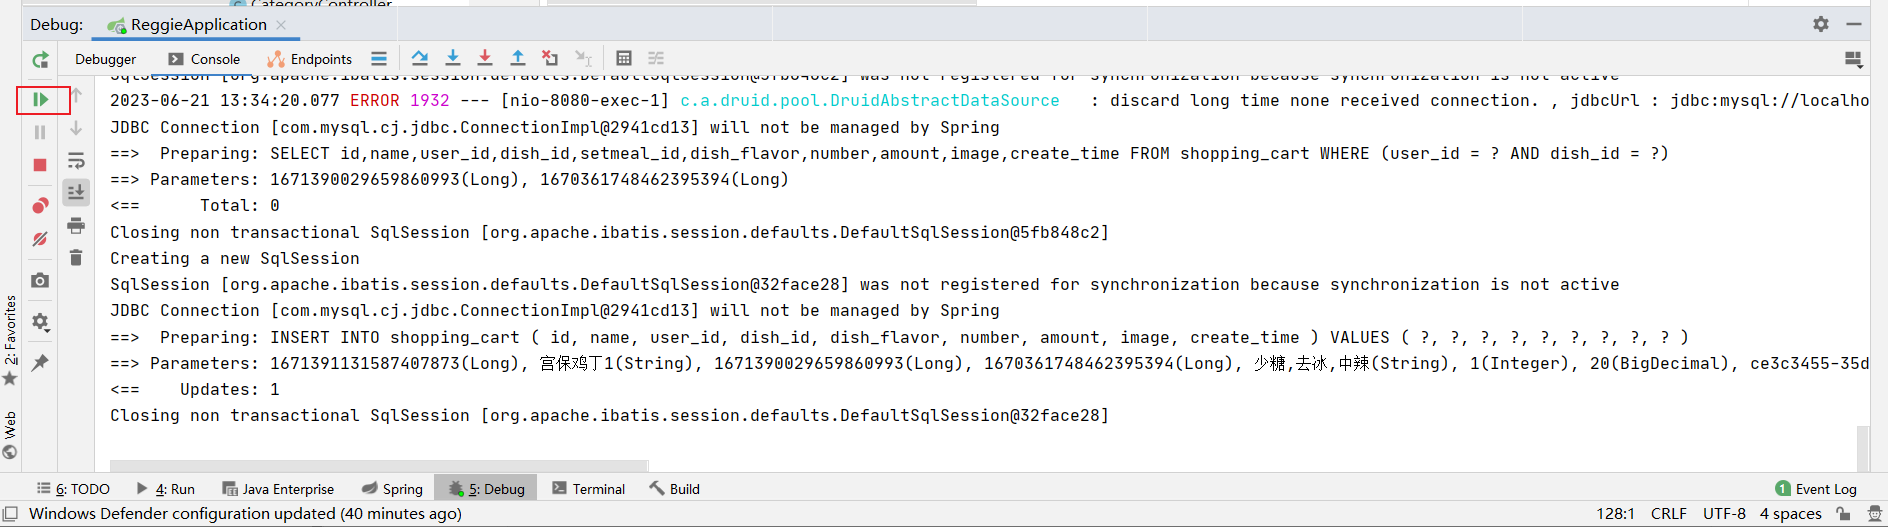 CategoryController
Debug: ReggieApplication
Debugger Console Endpoints
SqlSession [org.apache.ibatis.session.defaults.DefaultSqlSession@5fb848c2] was not registered for synchronization because synchronization is not active
2023-06-21 13:34:20.077 ERROR 1932 --- [nio-8080-exec-1] c.a.druid.pool.DruidAbstractDataSource : discard long time none received connection. , jdbcUrl : jdbc:mysql://localho
JDBC Connection [com.mysql.cj.jdbc.ConnectionImpl@2941cd13] will not be managed by Spring
==> Preparing: SELECT id,name,user_id,dish_id,setmeal_id,dish_flavor,number,amount,image,create_time FROM shopping_cart WHERE (user_id = ? AND dish_id = ?)
==> Parameters: 1671390029659860993(Long), 1670361748462395394(Long)
<== Total: 0
Closing non transactional SqlSession [org.apache.ibatis.session.defaults.DefaultSqlSession@5fb848c2]
Creating a new SqlSession
SqlSession [org.apache.ibatis.session.defaults.DefaultSqlSession@32face28] was not registered for synchronization because synchronization is not active
JDBC Connection [com.mysql.cj.jdbc.ConnectionImpl@2941cd13] will not be managed by Spring
==> Preparing: INSERT INTO shopping_cart ( id, name, user_id, dish_id, dish_flavor, number, amount, image, create_time ) VALUES ( ?, ?, ?, ?, ?, ?, ?, ?, ? )
==> Parameters: 1671391131587407873(Long), 宫保鸡丁1(String), 1671390029659860993(Long), 1670361748462395394(Long), 少糖,去冰,中辣(String), 1(Integer), 20(BigDecimal), ce3c3455-35d
<== Updates: 1
Closing non transactional SqlSession [org.apache.ibatis.session.defaults.DefaultSqlSession@32face28]
2: Favorites
Web
6: TODO 4: Run Java Enterprise Spring 5: Debug Terminal Build 1 Event Log
Windows Defender configuration updated (40 minutes ago) 128:1 CRLF UTF-8 4 spaces